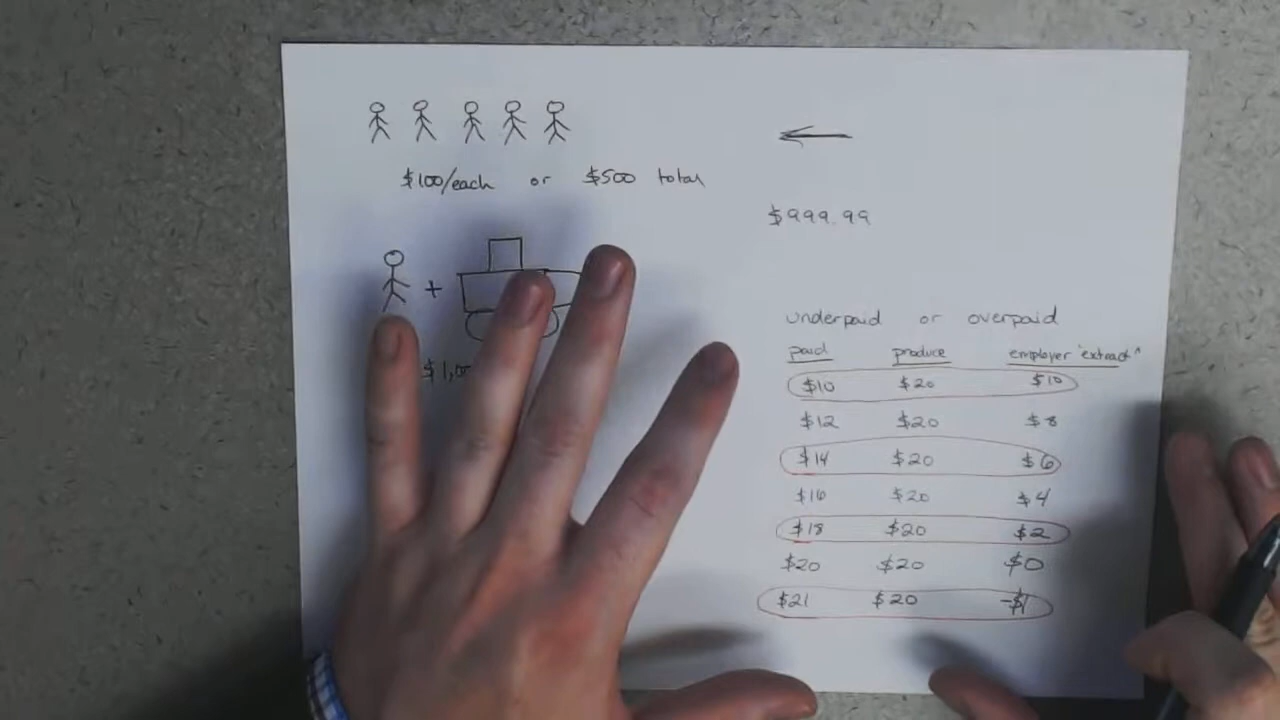 $100/each or $500 total
$999.99
+
underpaid or overpaid
paid produce employer "extract"
$10 $20 $10
$12 $20 $8
$14 $20 $6
$16 $20 $4
$18 $20 $2
$20 $20 $0
$21 $20 -$1